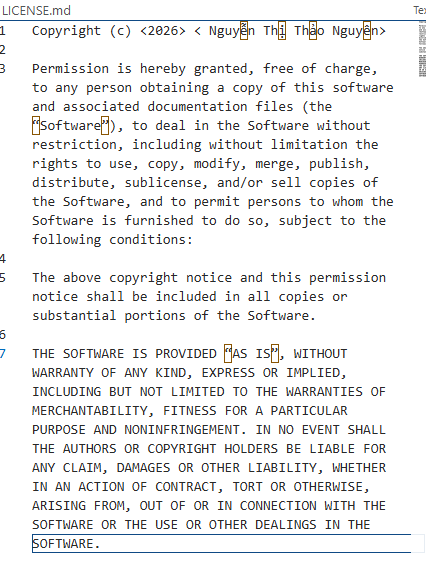 LICENSE.md
1 Copyright (c) <2026> < Nguyễn Thị Thảo Nguyên>
2
3 Permission is hereby granted, free of charge,
to any person obtaining a copy of this software
and associated documentation files (the
“Software”), to deal in the Software without
restriction, including without limitation the
rights to use, copy, modify, merge, publish,
distribute, sublicense, and/or sell copies of
the Software, and to permit persons to whom the
Software is furnished to do so, subject to the
following conditions:
4
5 The above copyright notice and this permission
notice shall be included in all copies or
substantial portions of the Software.
6
7 THE SOFTWARE IS PROVIDED “AS IS”, WITHOUT
WARRANTY OF ANY KIND, EXPRESS OR IMPLIED,
INCLUDING BUT NOT LIMITED TO THE WARRANTIES OF
MERCHANTABILITY, FITNESS FOR A PARTICULAR
PURPOSE AND NONINFRINGEMENT. IN NO EVENT SHALL
THE AUTHORS OR COPYRIGHT HOLDERS BE LIABLE FOR
ANY CLAIM, DAMAGES OR OTHER LIABILITY, WHETHER
IN AN ACTION OF CONTRACT, TORT OR OTHERWISE,
ARISING FROM, OUT OF OR IN CONNECTION WITH THE
SOFTWARE OR THE USE OR OTHER DEALINGS IN THE
SOFTWARE.